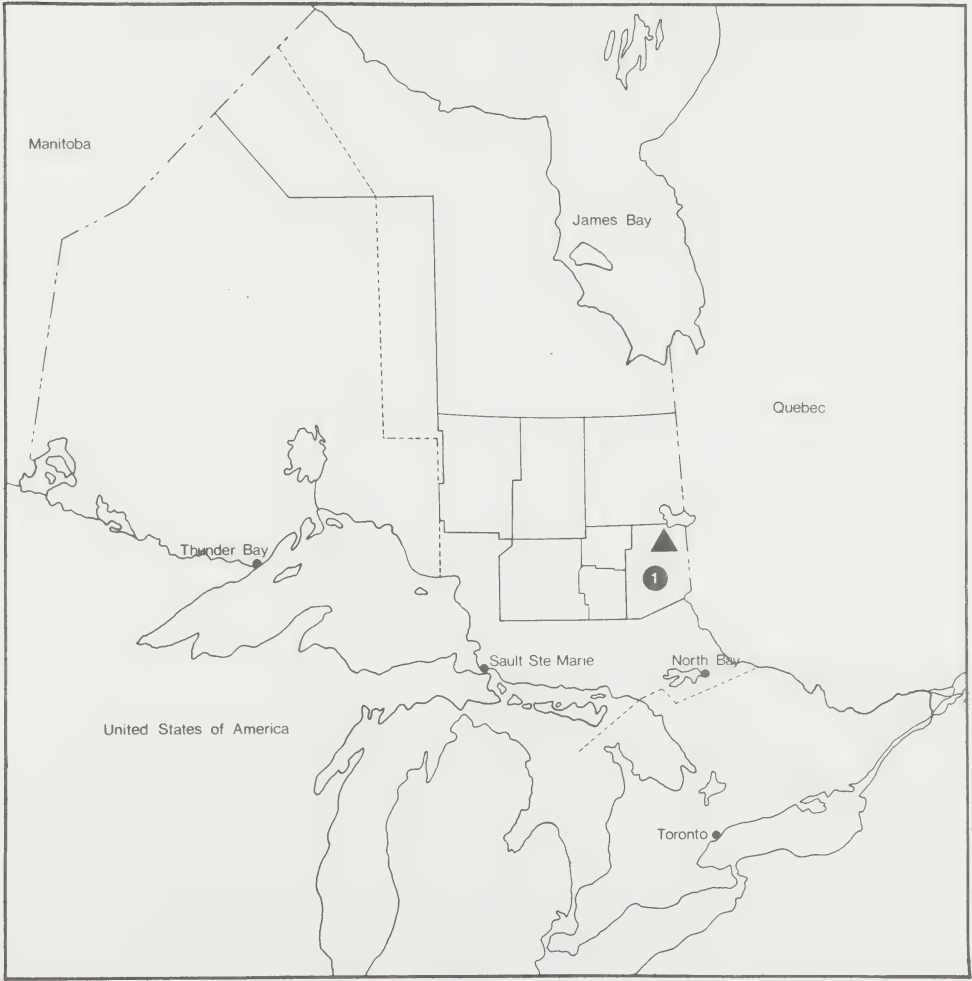 Manitoba
James Bay
Quebec
Thunder Bay
1
Sault Ste Marie
North Bay
United States of America
Toronto